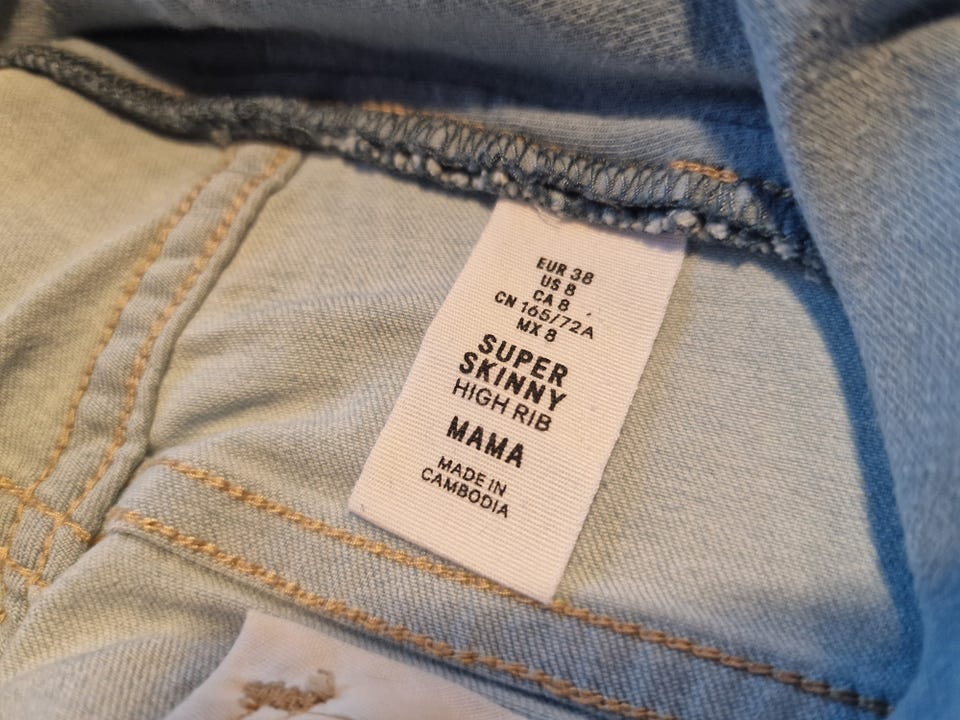 EUR 38
US 8
CA 8
CN 165/72A
MX 8
SUPER
SKINNY
HIGH RIB
MAMA
MADE IN
CAMBODIA